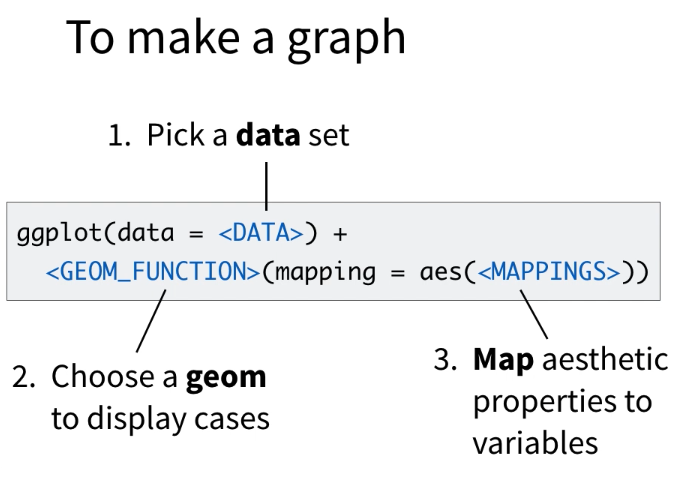 To make a graph
1. Pick a data set
ggplot(data = <DATA>) +
<GEOM_FUNCTION>(mapping = aes(<MAPPINGS>))
2. Choose a geom
to display cases
3. Map aesthetic
properties to
variables